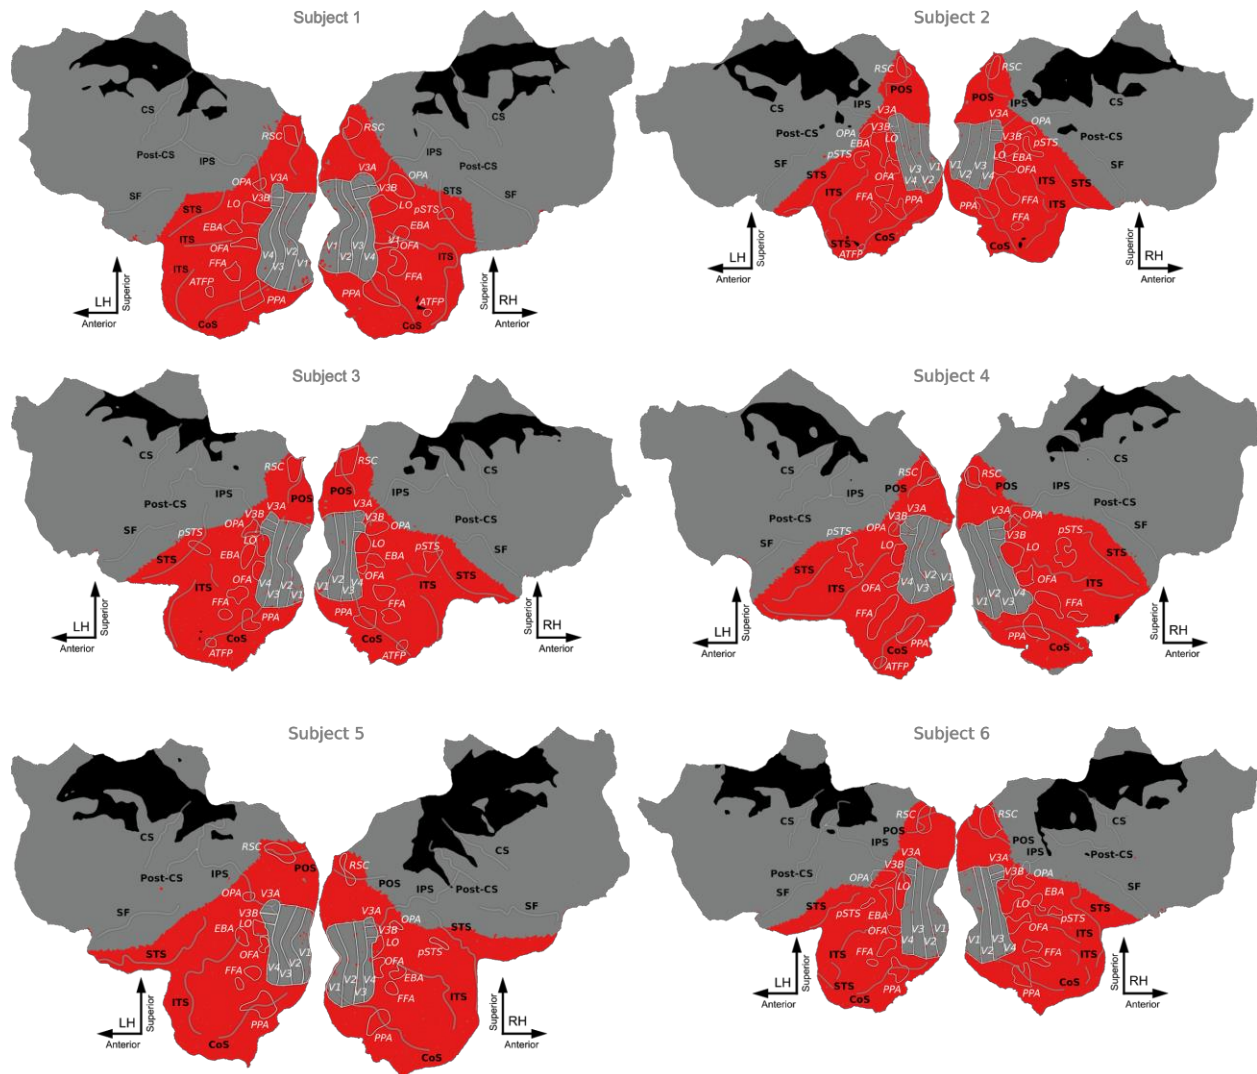 Subject 1
CS
Post-CS
IPS
SF
STS
ITS
ITS
RSC
V3A
OPA
V3B
LO
EBA
OFA
FFA
ATFP
V4
V3
V2
V1
PPA
CoS
LH
Superior
Anterior
RSC
CS
IPS
Post-CS
V3A
OPA
V3B
STS
SF
LO
pSTS
EBA
V1
V1
V2
V3
V4
OFA
ITS
FFA
ATFP
PPA
CoS
RH
Superior
Anterior
Subject 2
RSC
POS
CS
IPS
Post-CS
V3A
OPA
V3B
LO
EBA
pSTS
SF
STS
ITS
OFA
V3
V1
V4
V2
FFA
PPA
STS
CoS
ATFP
LH
Superior
Anterior
RSC
POS
IPS
CS
V3A
Post-CS
V3B
pSTS
LO
EBA
SF
V1
V3
V2
V4
OFA
ITS
STS
PPA
FFA
FFA
CoS
RH
Superior
Anterior
Subject 3
CS
RSC
Post-CS
IPS
POS
V3A
SF
pSTS
OPA
V3B
LO
EBA
STS
ITS
OFA
V4
V2
V3
V1
FFA
PPA
CoS
ATFP
LH
Superior
Anterior
RSC
CS
IPS
POS
V3A
V3B
OPA
Post-CS
LO
EBA
pSTS
SF
OFA
ITS
STS
V1
V2
V4
V3
PPA
FFA
CoS
ATFP
RH
Superior
Anterior
Subject 4
CS
RSC
POS
IPS
Post-CS
V3A
V3B
OPA
pSTS
SF
LO
STS
ITS
OFA
V4
V2
V1
V3
FFA
PPA
CoS
ATFP
LH
Superior
Anterior
RSC
CS
IPS
POS
Post-CS
V3A
OPA
V3B
pSTS
SF
LO
OFA
ITS
STS
V1
V2
V3
V4
FFA
PPA
CoS
RH
Superior
Anterior
Subject 5
CS
RSC
POS
IPS
Post-CS
OPA
V3A
SF
V3B
LO
EBA
STS
OFA
V1
V2
V4
V3
FFA
ITS
PPA
CoS
LH
Superior
Anterior
RSC
CS
POS
IPS
Post-CS
V3A
OPA
SF
STS
V3B
LO
pSTS
OFA
EBA
V1
V2
V4
V3
FFA
ITS
PPA
CoS
RH
Superior
Anterior
Subject 6
RSC
CS
POS
IPS
V3A
Post-CS
V3B
OPA
SF
LO
STS
pSTS
EBA
OFA
V1
V3
V4
V2
FFA
ITS
STS
CoS
PPA
LH
Superior
Anterior
RSC
CS
POS
IPS
Post-CS
V3A
V3B
OPA
EBA
SF
LO
STS
pSTS
OFA
ITS
V1
V3
V2
V4
FFA
ITS
CoS
PPA
RH
Superior
Anterior